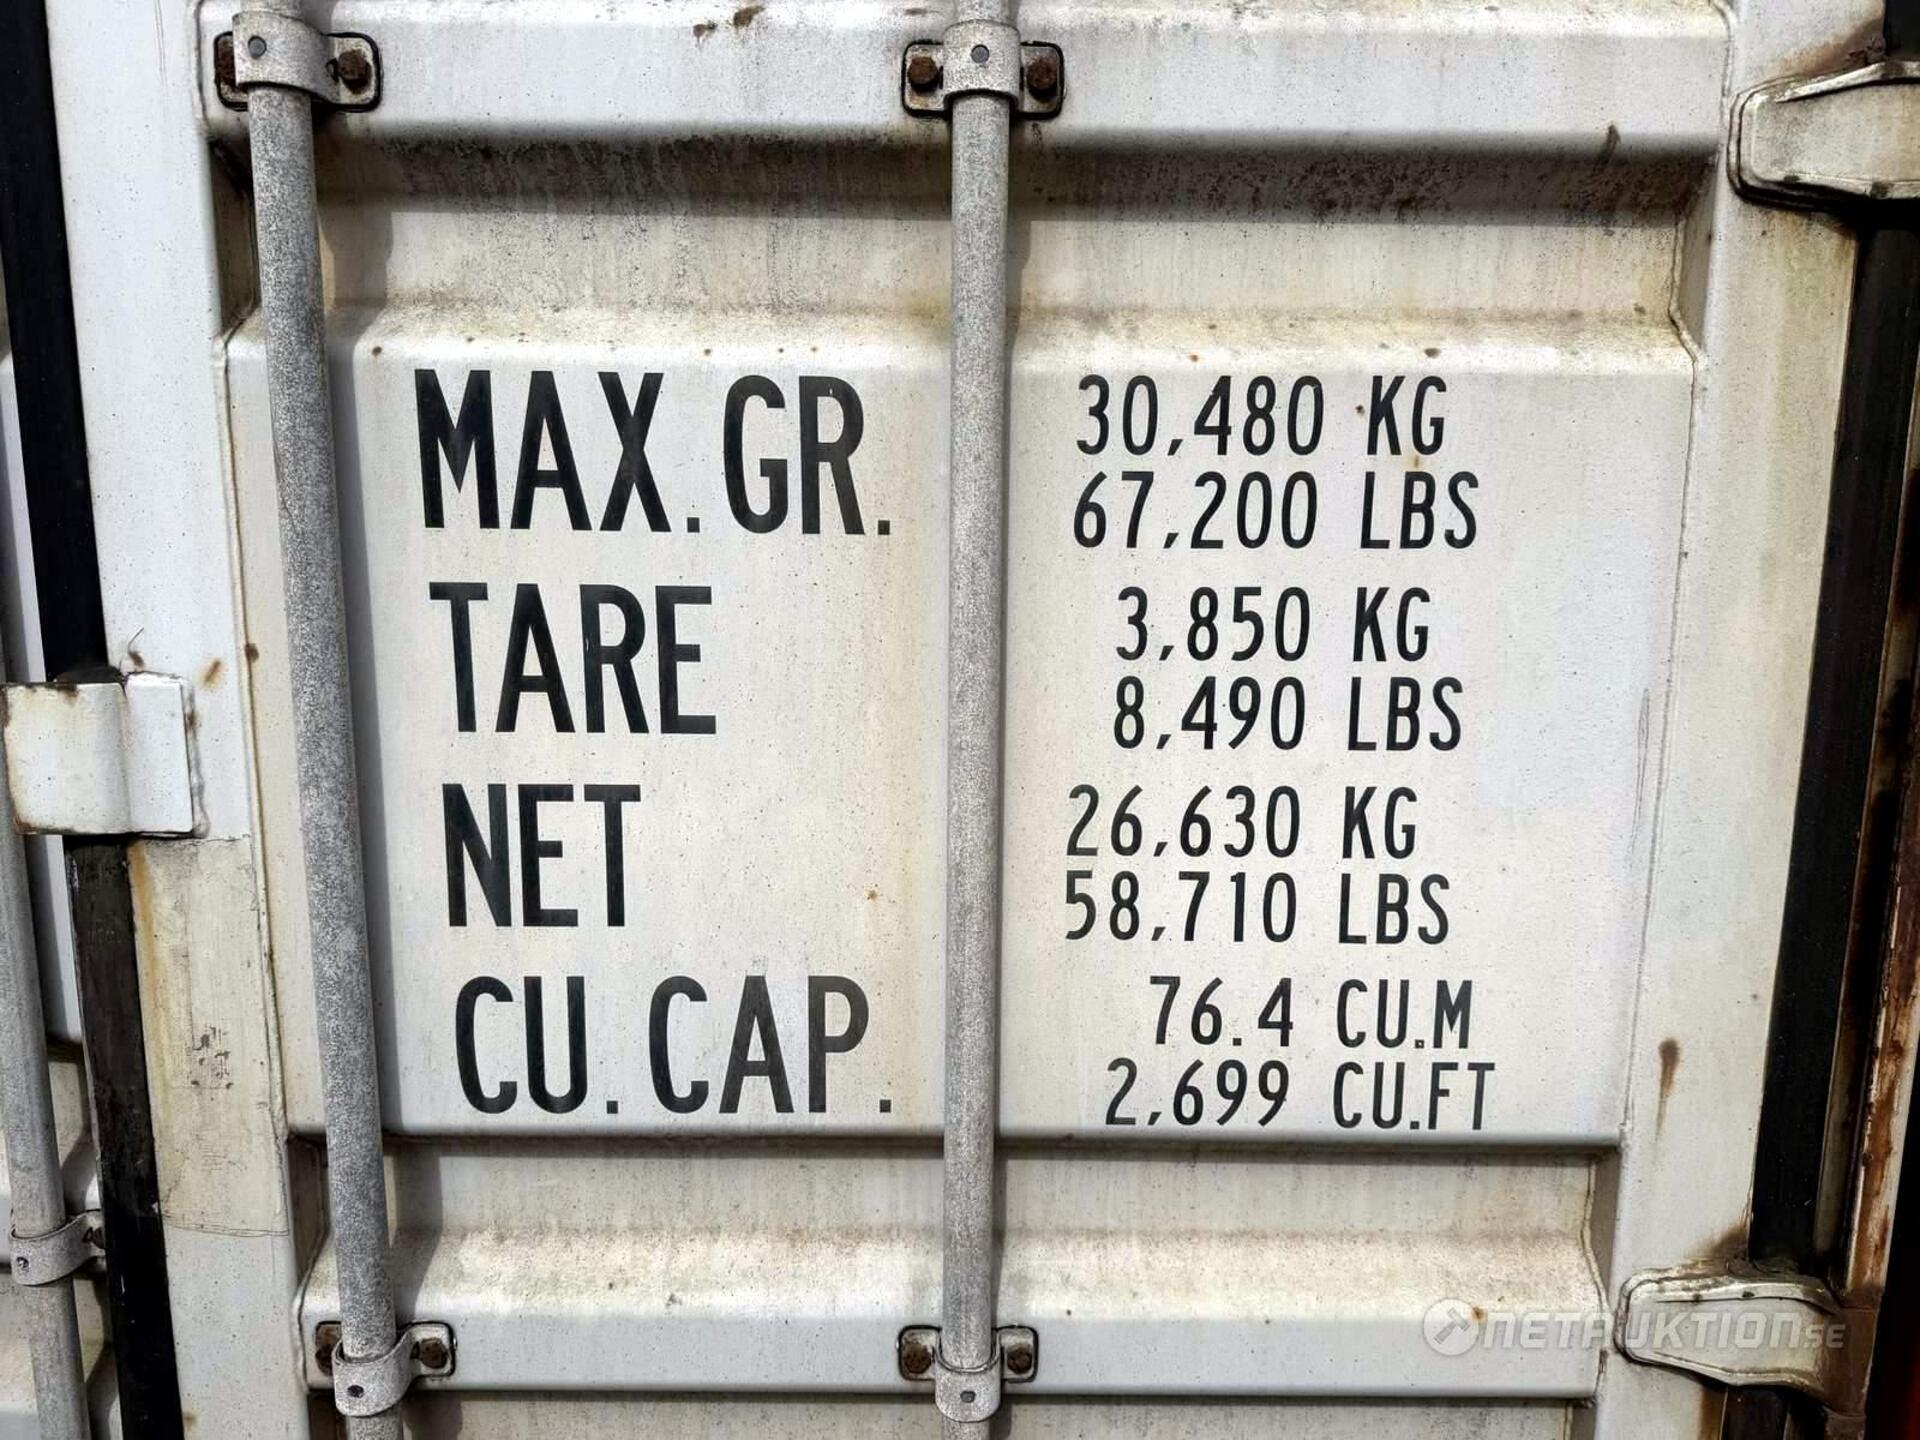 MAX.GR. 30,480 KG
67,200 LBS
TARE 3,850 KG
8,490 LBS
NET 26,630 KG
58,710 LBS
CU.CAP. 76.4 CU.M
2,699 CU.FT
NETAUKTION.SE